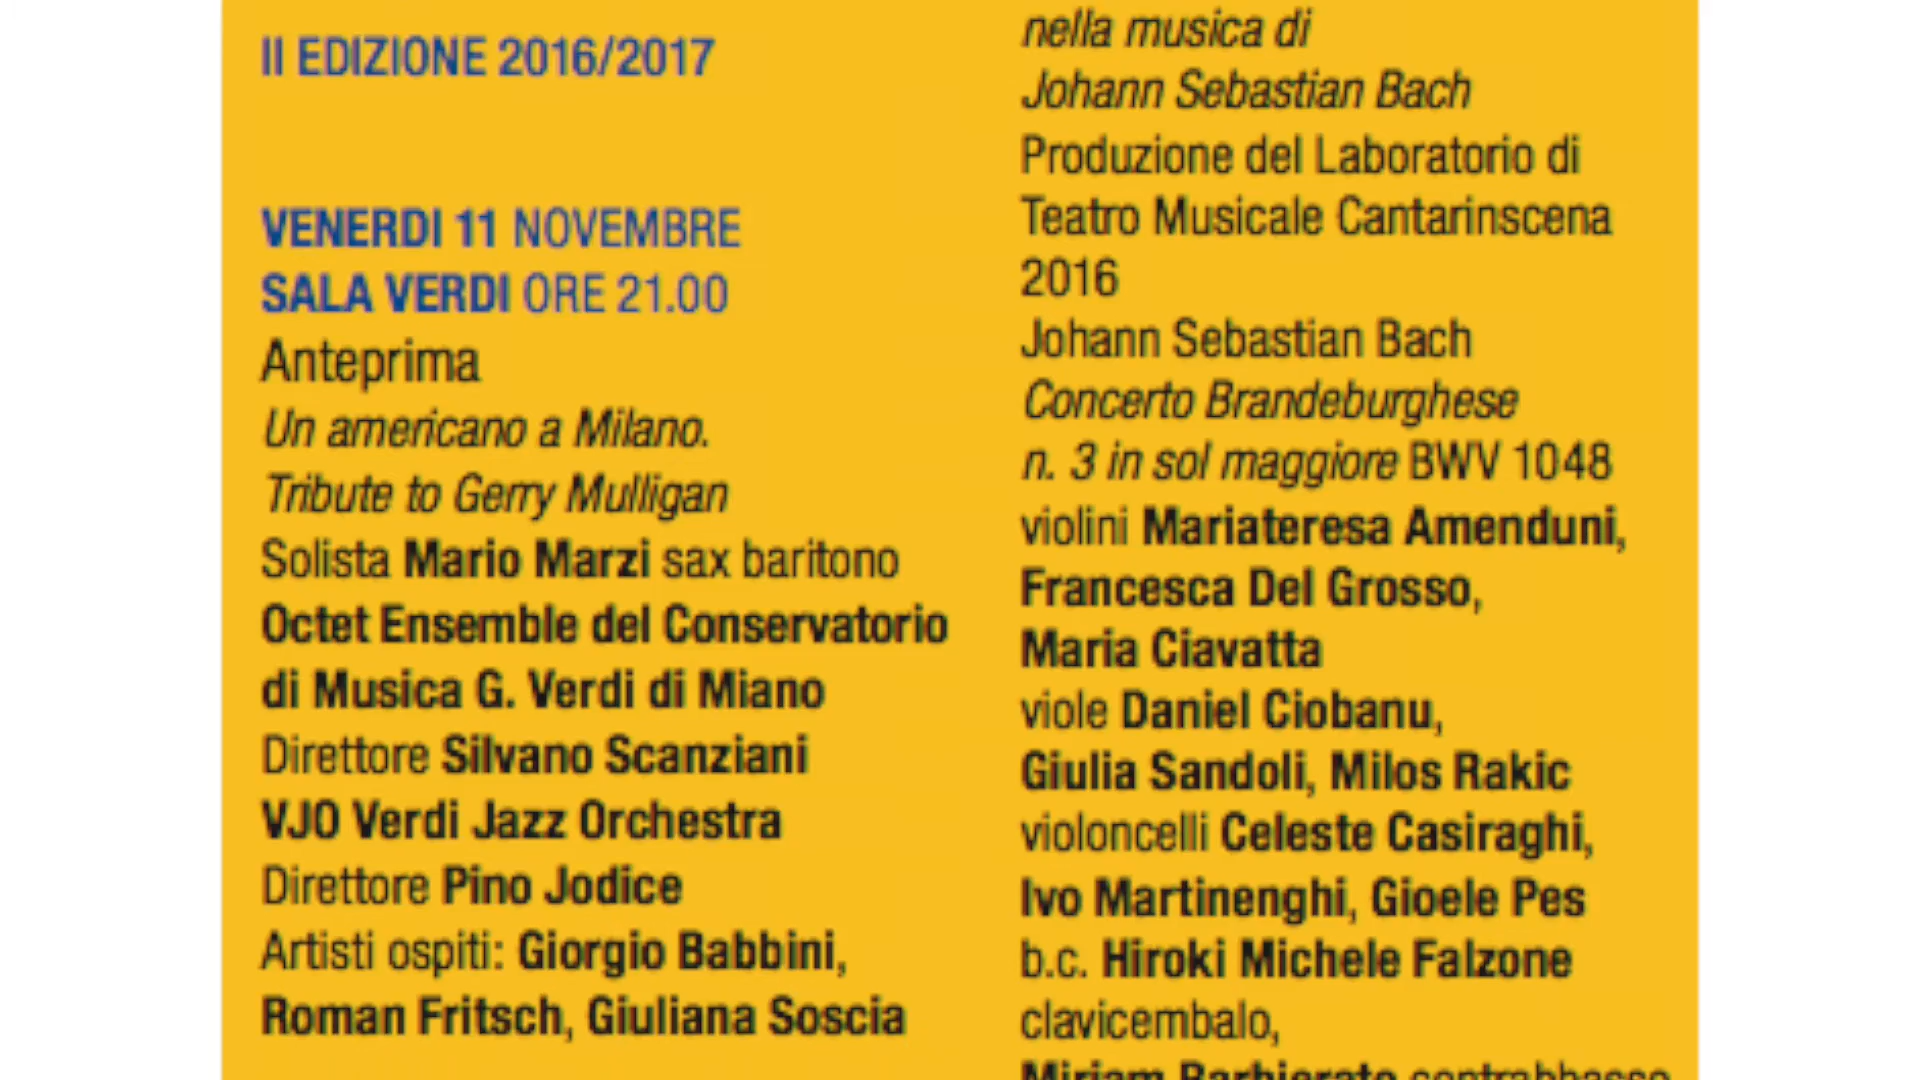 II EDIZIONE 2016/2017
VENERDI 11 NOVEMBRE
SALA VERDI ORE 21.00
Anteprima
Un americano a Milano.
Tribute to Gerry Mulligan
Solista Mario Marzi sax baritono
Octet Ensemble del Conservatorio
di Musica G. Verdi di Miano
Direttore Silvano Scanziani
VJO Verdi Jazz Orchestra
Direttore Pino Jodice
Artisti ospiti: Giorgio Babbini,
Roman Fritsch, Giuliana Soscia
nella musica di
Johann Sebastian Bach
Produzione del Laboratorio di
Teatro Musicale Cantarinscena
2016
Johann Sebastian Bach
Concerto Brandeburghese
n. 3 in sol maggiore BWV 1048
violini Mariateresa Amenduni,
Francesca Del Grosso,
Maria Ciavatta
viole Daniel Ciobanu,
Giulia Sandoli, Milos Rakic
violoncelli Celeste Casiraghi,
Ivo Martinenghi, Gioele Pes
b.c. Hiroki Michele Falzone
clavicembalo,
Miriam Barbierato contrabbasso